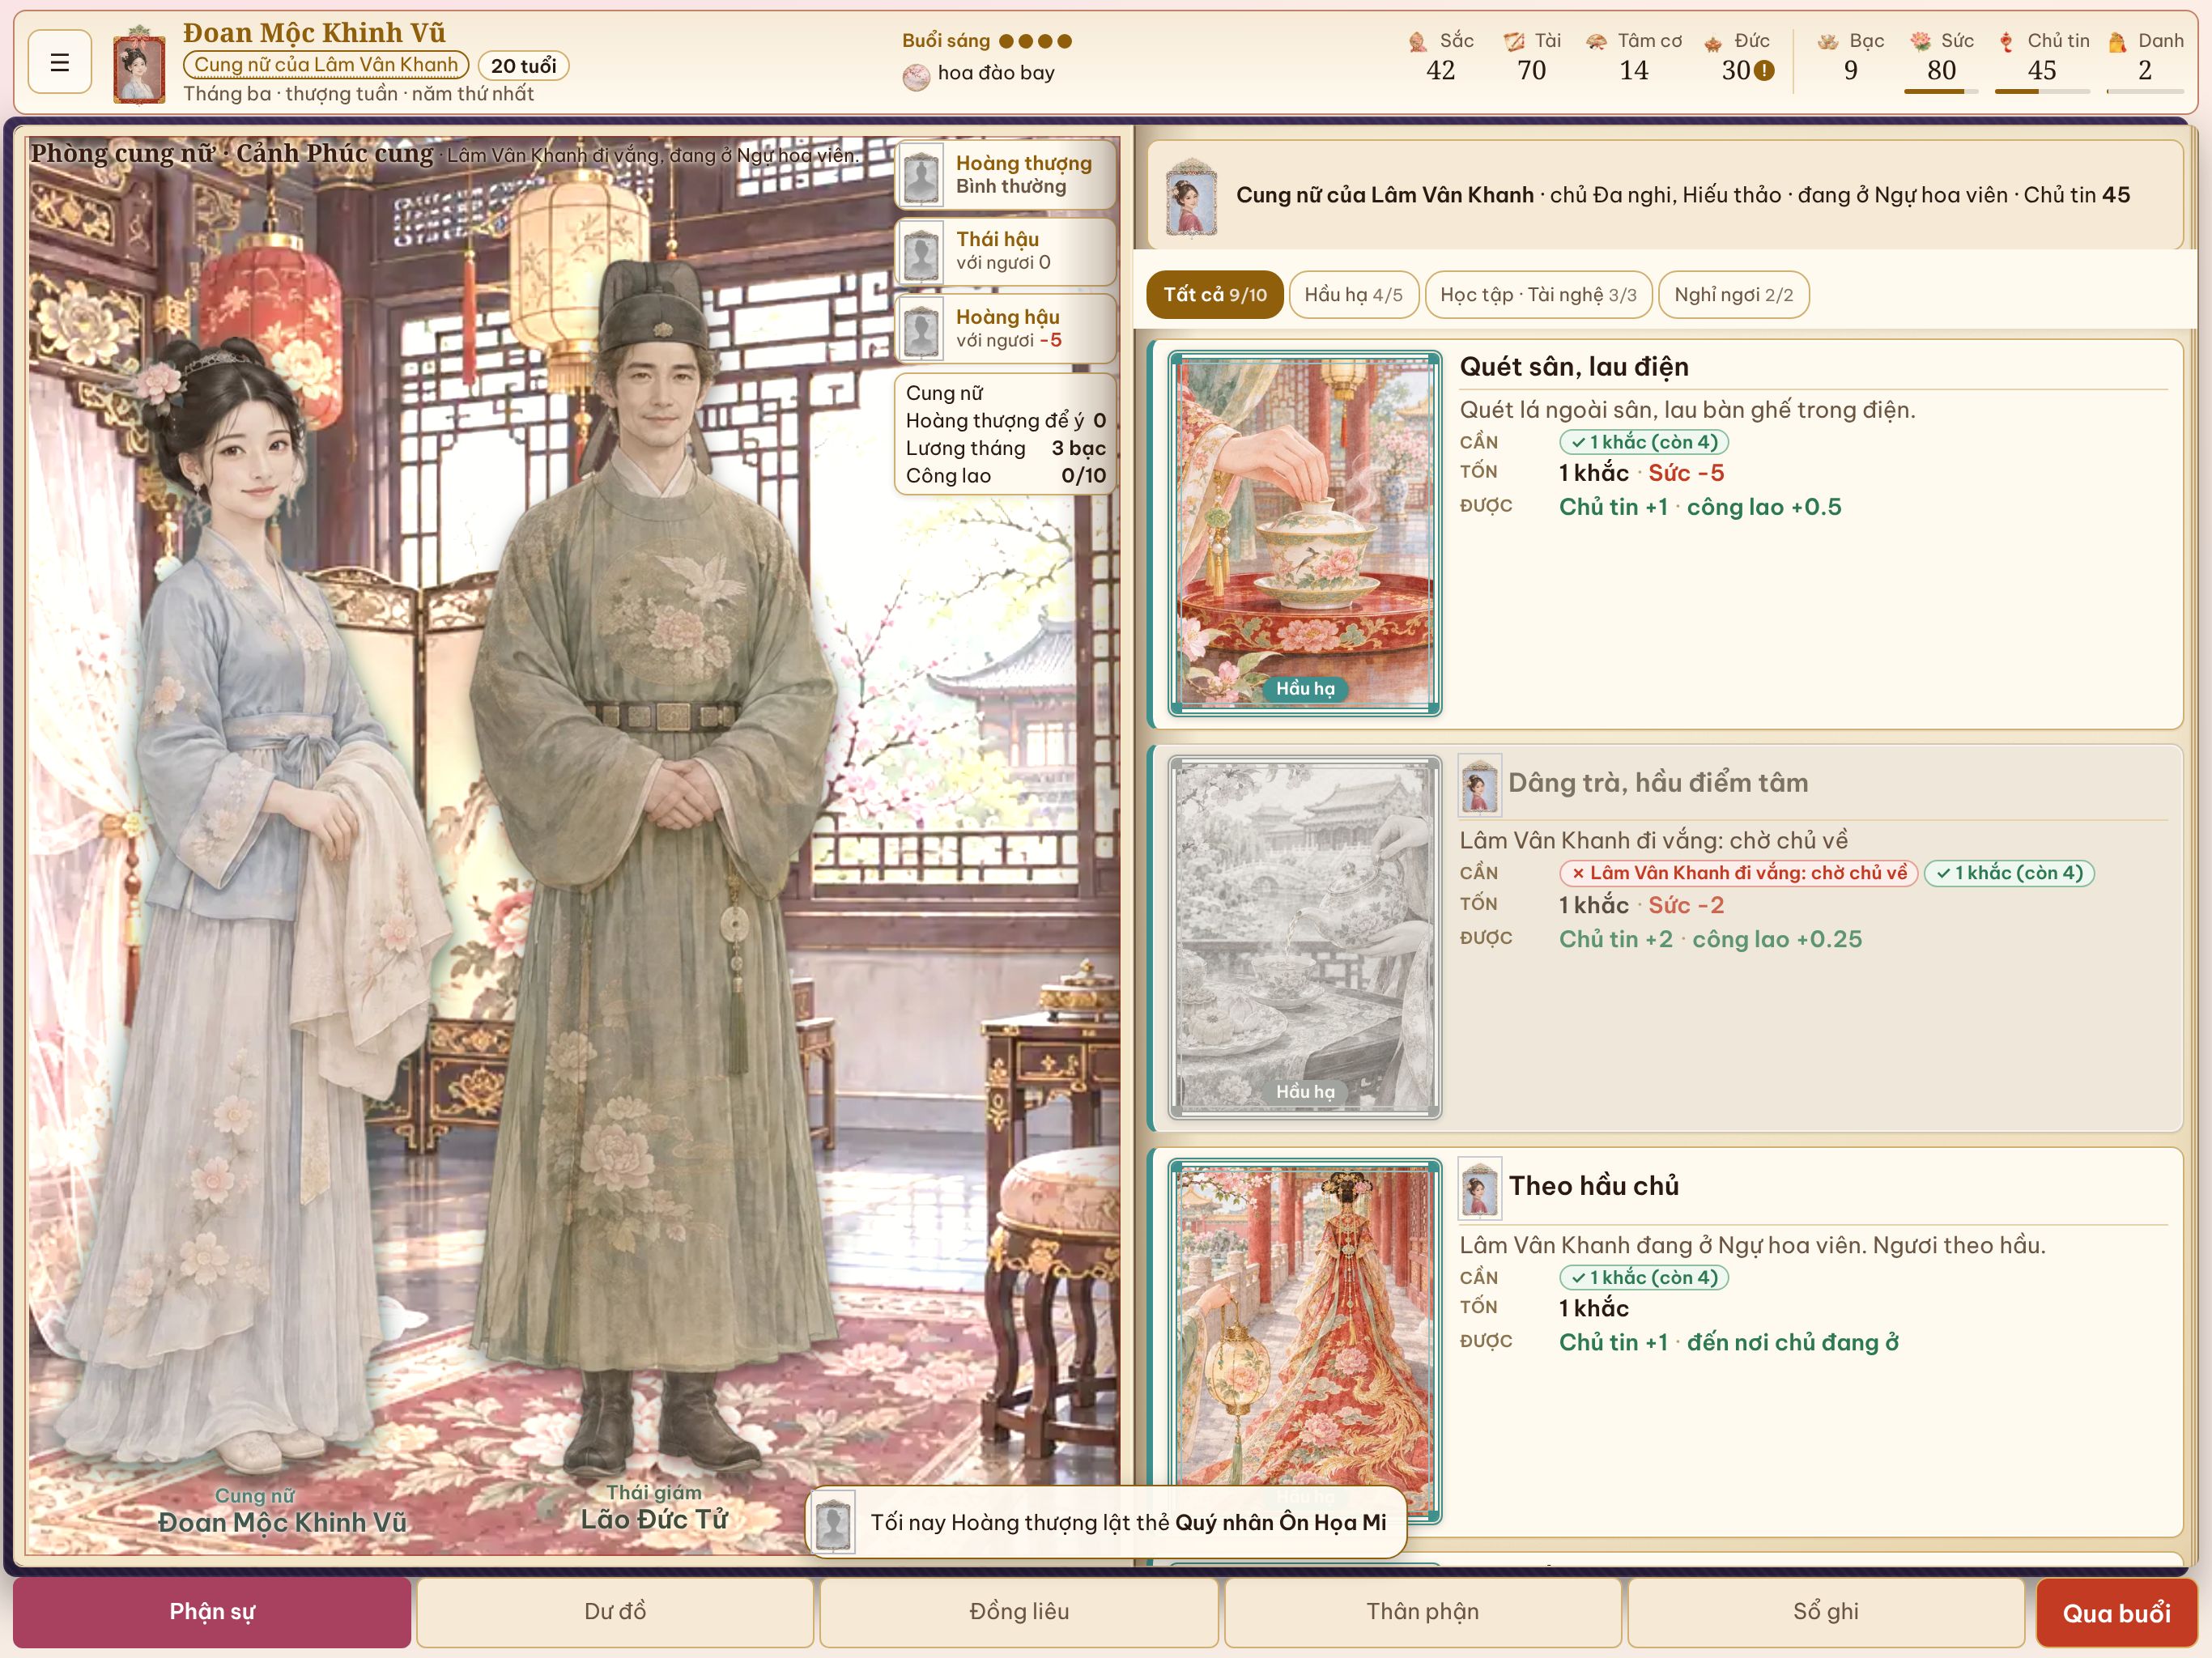 ☰
Đoan Mộc Khinh Vũ
Cung nữ của Lâm Vân Khanh 20 tuổi
Tháng ba · thượng tuần · năm thứ nhất
Buổi sáng
hoa đào bay
Sắc 42
Tài 70
Tâm cơ 14
Đức 30 !
Bạc 9
Sức 80
Chủ tin 45
Danh 2
Phòng cung nữ · Cảnh Phúc cung · Lâm Vân Khanh đi vắng, đang ở Ngự hoa viên.
Hoàng thượng
Bình thường
Thái hậu
với ngươi 0
Hoàng hậu
với ngươi -5
Cung nữ
Hoàng thượng để ý 0
Lương tháng 3 bạc
Công lao 0/10
Cung nữ
Đoan Mộc Khinh Vũ
Thái giám
Lão Đức Tử
Cung nữ của Lâm Vân Khanh · chủ Đa nghi, Hiếu thảo · đang ở Ngự hoa viên · Chủ tin 45
Tất cả 9/10
Hầu hạ 4/5
Học tập · Tài nghệ 3/3
Nghỉ ngơi 2/2
Hầu hạ
Quét sân, lau điện
Quét lá ngoài sân, lau bàn ghế trong điện.
CẦN ✓ 1 khắc (còn 4)
TỐN 1 khắc · Sức -5
ĐƯỢC Chủ tin +1 · công lao +0.5
Hầu hạ
Dâng trà, hầu điểm tâm
Lâm Vân Khanh đi vắng: chờ chủ về
CẦN × Lâm Vân Khanh đi vắng: chờ chủ về ✓ 1 khắc (còn 4)
TỐN 1 khắc · Sức -2
ĐƯỢC Chủ tin +2 · công lao +0.25
Hầu hạ
Theo hầu chủ
Lâm Vân Khanh đang ở Ngự hoa viên. Ngươi theo hầu.
CẦN ✓ 1 khắc (còn 4)
TỐN 1 khắc
ĐƯỢC Chủ tin +1 · đến nơi chủ đang ở
Tối nay Hoàng thượng lật thẻ Quý nhân Ôn Họa Mi
Phận sự
Dư đồ
Đồng liêu
Thân phận
Sổ ghi
Qua buổi